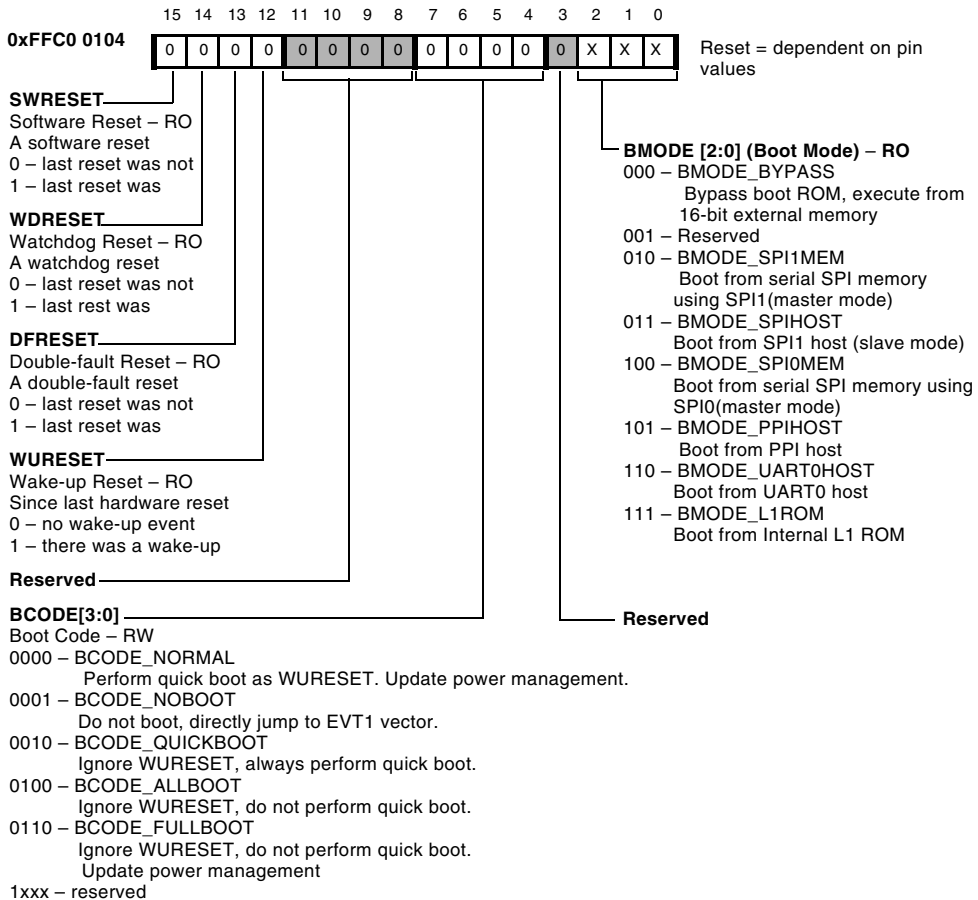 15 14 13 12 11 10 9 8 7 6 5 4 3 2 1 0
0xFFC0 0104
0 0 0 0 0 0 0 0 0 0 0 0 0 X X X
Reset = dependent on pin
values
SWRESET
Software Reset – RO
A software reset
0 – last reset was not
1 – last reset was
WDRESET
Watchdog Reset – RO
A watchdog reset
0 – last reset was not
1 – last rest was
DFRESET
Double-fault Reset – RO
A double-fault reset
0 – last reset was not
1 – last reset was
WURESET
Wake-up Reset – RO
Since last hardware reset
0 – no wake-up event
1 – there was a wake-up
Reserved
BCODE[3:0]
Boot Code – RW
0000 – BCODE_NORMAL
Perform quick boot as WURESET. Update power management.
0001 – BCODE_NOBOOT
Do not boot, directly jump to EVT1 vector.
0010 – BCODE_QUICKBOOT
Ignore WURESET, always perform quick boot.
0100 – BCODE_ALLBOOT
Ignore WURESET, do not perform quick boot.
0110 – BCODE_FULLBOOT
Ignore WURESET, do not perform quick boot.
Update power management
1xxx – reserved
BMODE [2:0] (Boot Mode) – RO
000 – BMODE_BYPASS
Bypass boot ROM, execute from
16-bit external memory
001 – Reserved
010 – BMODE_SPI1MEM
Boot from serial SPI memory
using SPI1(master mode)
011 – BMODE_SPIHOST
Boot from SPI1 host (slave mode)
100 – BMODE_SPI0MEM
Boot from serial SPI memory using
SPI0(master mode)
101 – BMODE_PPIHOST
Boot from PPI host
110 – BMODE_UART0HOST
Boot from UART0 host
111 – BMODE_L1ROM
Boot from Internal L1 ROM
Reserved